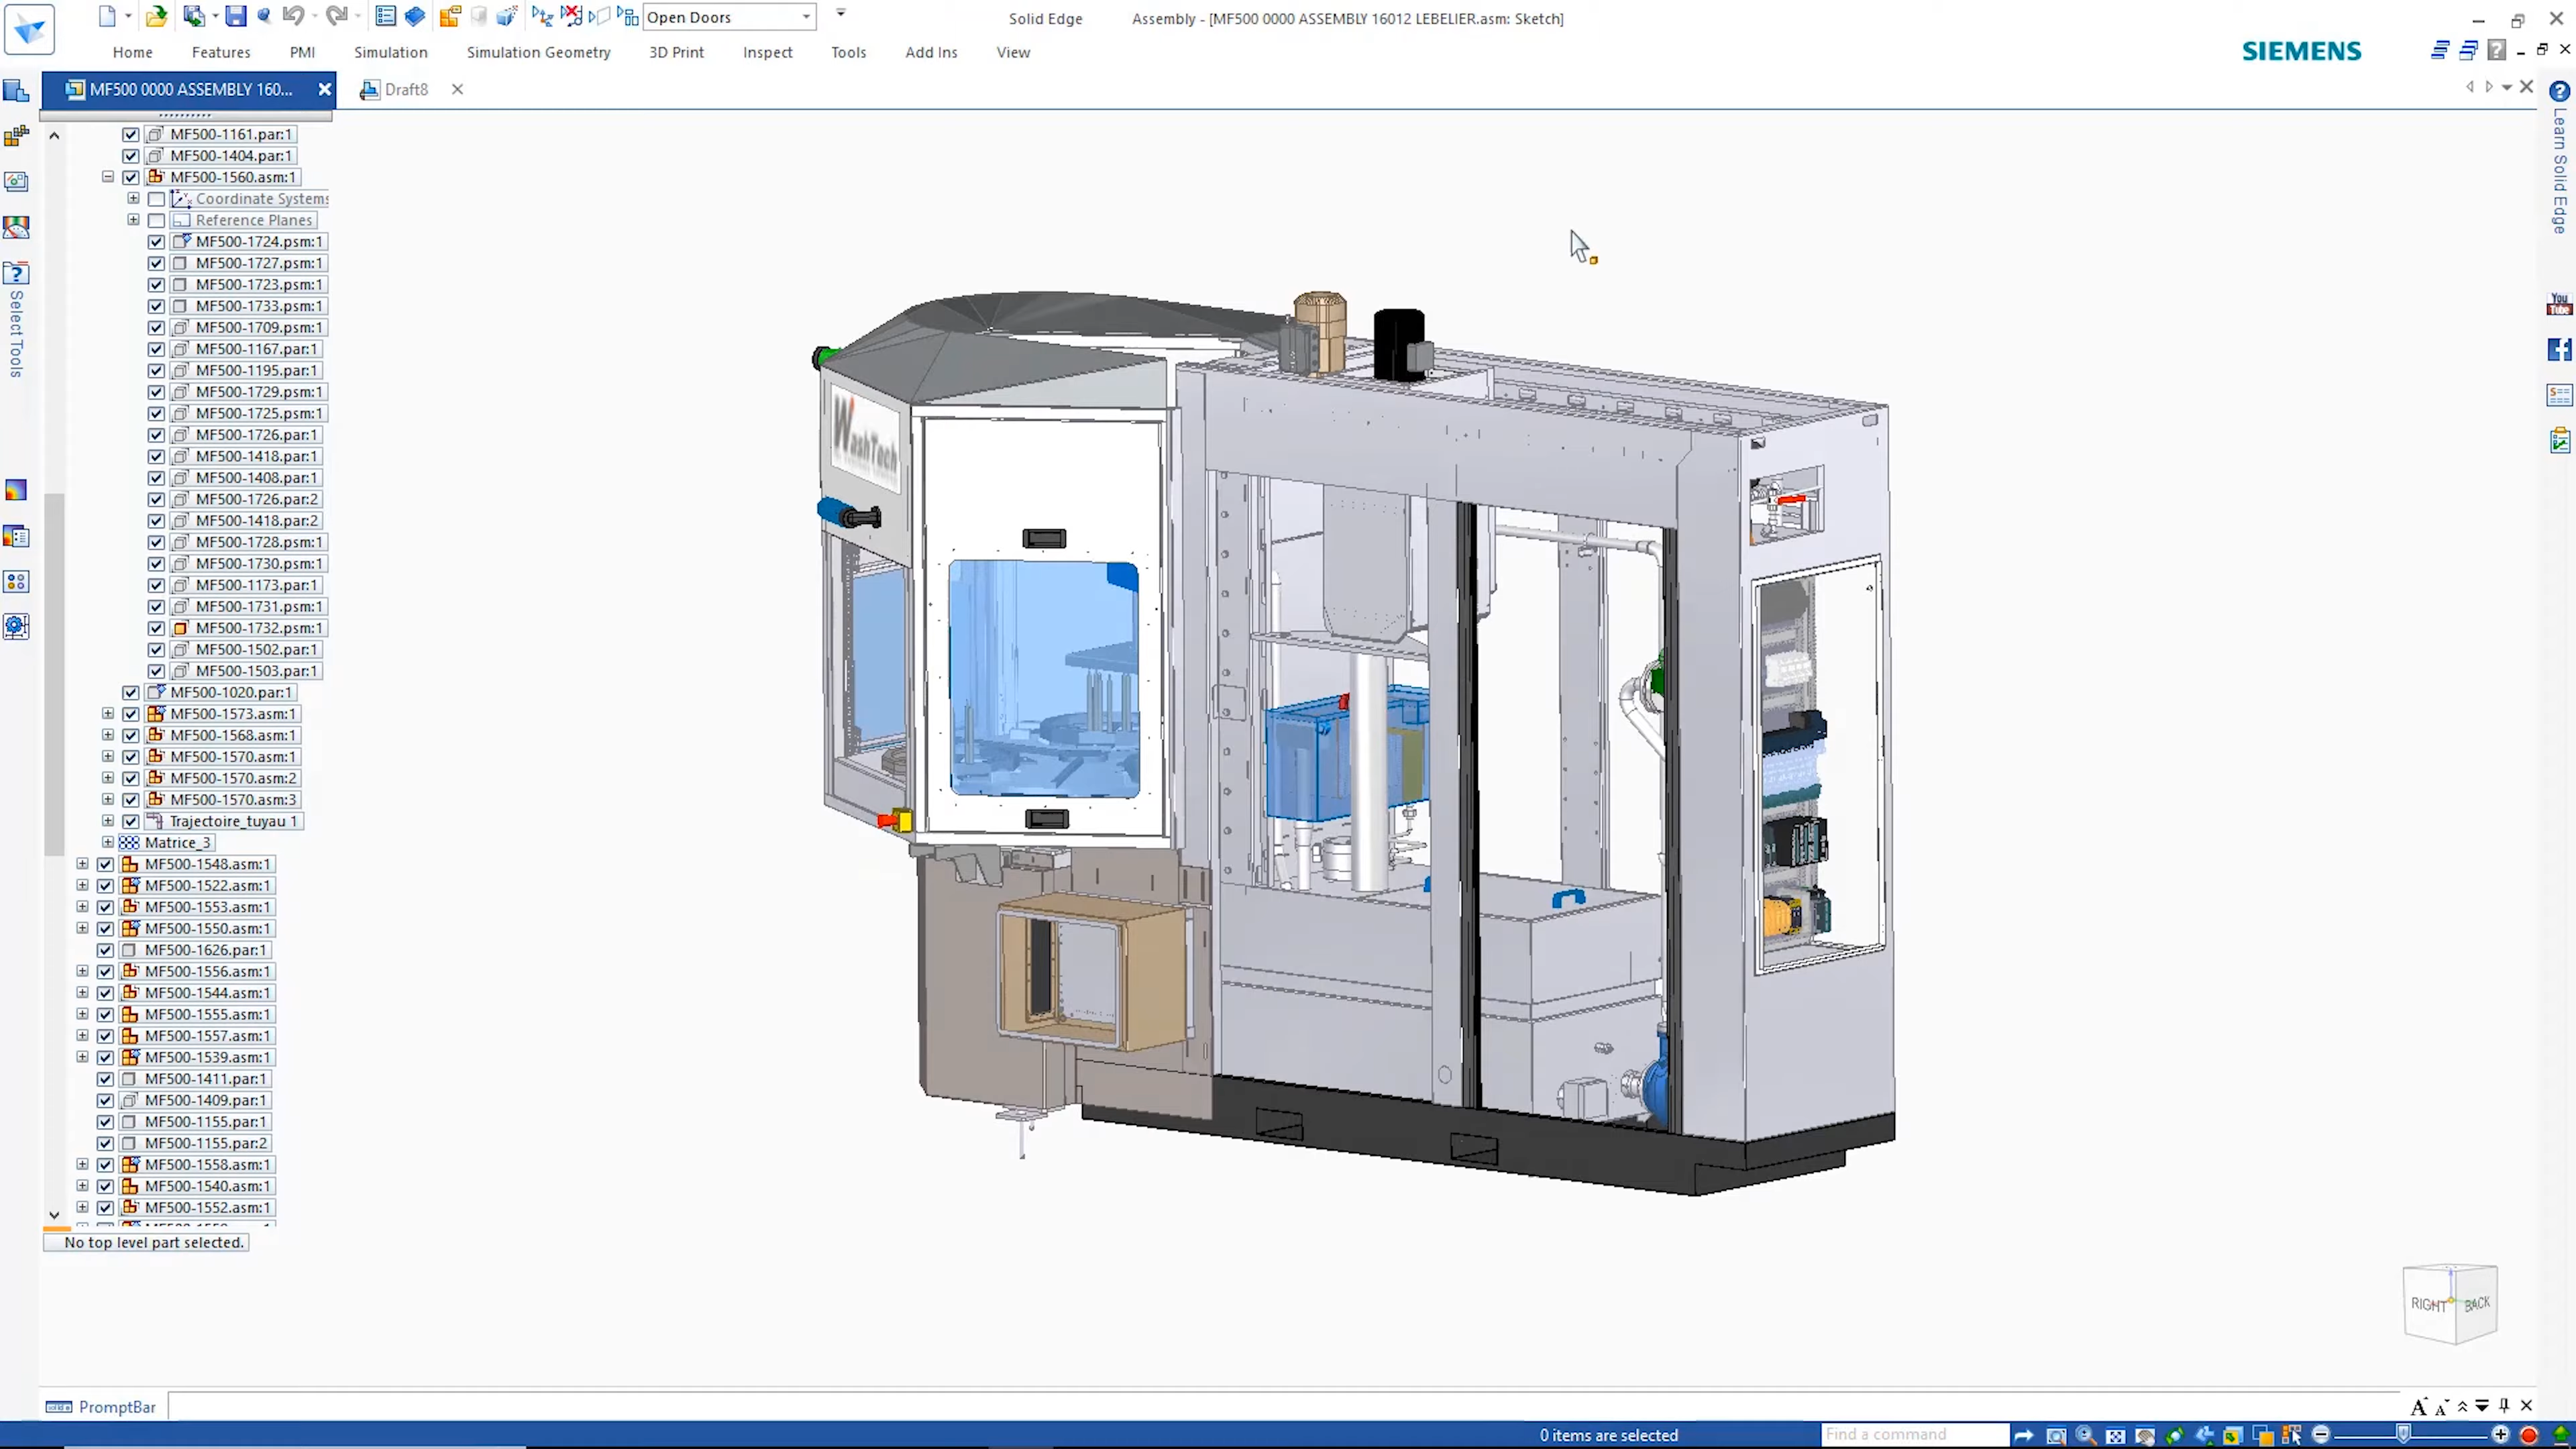 Open Doors
Solid Edge
Assembly - [MF500 0000 ASSEMBLY 16012 LEBELIER.asm: Sketch]
Home
Features
PMI
Simulation
Simulation Geometry
3D Print
Inspect
Tools
Add Ins
View
SIEMENS
MF500 0000 ASSEMBLY 160...
Draft8
Learn Solid Edge
You Tube
Select Tools
MF500-1161.par:1
MF500-1404.par:1
MF500-1560.asm:1
Coordinate Systems
Reference Planes
MF500-1724.psm:1
MF500-1727.psm:1
MF500-1723.psm:1
MF500-1733.psm:1
MF500-1709.psm:1
MF500-1167.par:1
MF500-1195.par:1
MF500-1729.psm:1
MF500-1725.psm:1
MF500-1726.par:1
MF500-1418.par:1
MF500-1408.par:1
MF500-1726.par:2
MF500-1418.par:2
MF500-1728.psm:1
MF500-1730.psm:1
MF500-1173.par:1
MF500-1731.psm:1
MF500-1732.psm:1
MF500-1502.par:1
MF500-1503.par:1
MF500-1020.par:1
MF500-1573.asm:1
MF500-1568.asm:1
MF500-1570.asm:1
MF500-1570.asm:2
MF500-1570.asm:3
Trajectoire_tuyau 1
Matrice_3
MF500-1548.asm:1
MF500-1522.asm:1
MF500-1553.asm:1
MF500-1550.asm:1
MF500-1626.par:1
MF500-1556.asm:1
MF500-1544.asm:1
MF500-1555.asm:1
MF500-1557.asm:1
MF500-1539.asm:1
MF500-1411.par:1
MF500-1409.par:1
MF500-1155.par:1
MF500-1155.par:2
MF500-1558.asm:1
MF500-1540.asm:1
MF500-1552.asm:1
No top level part selected.
WashTech
RIGHT
BACK
PromptBar
0 items are selected
Find a command